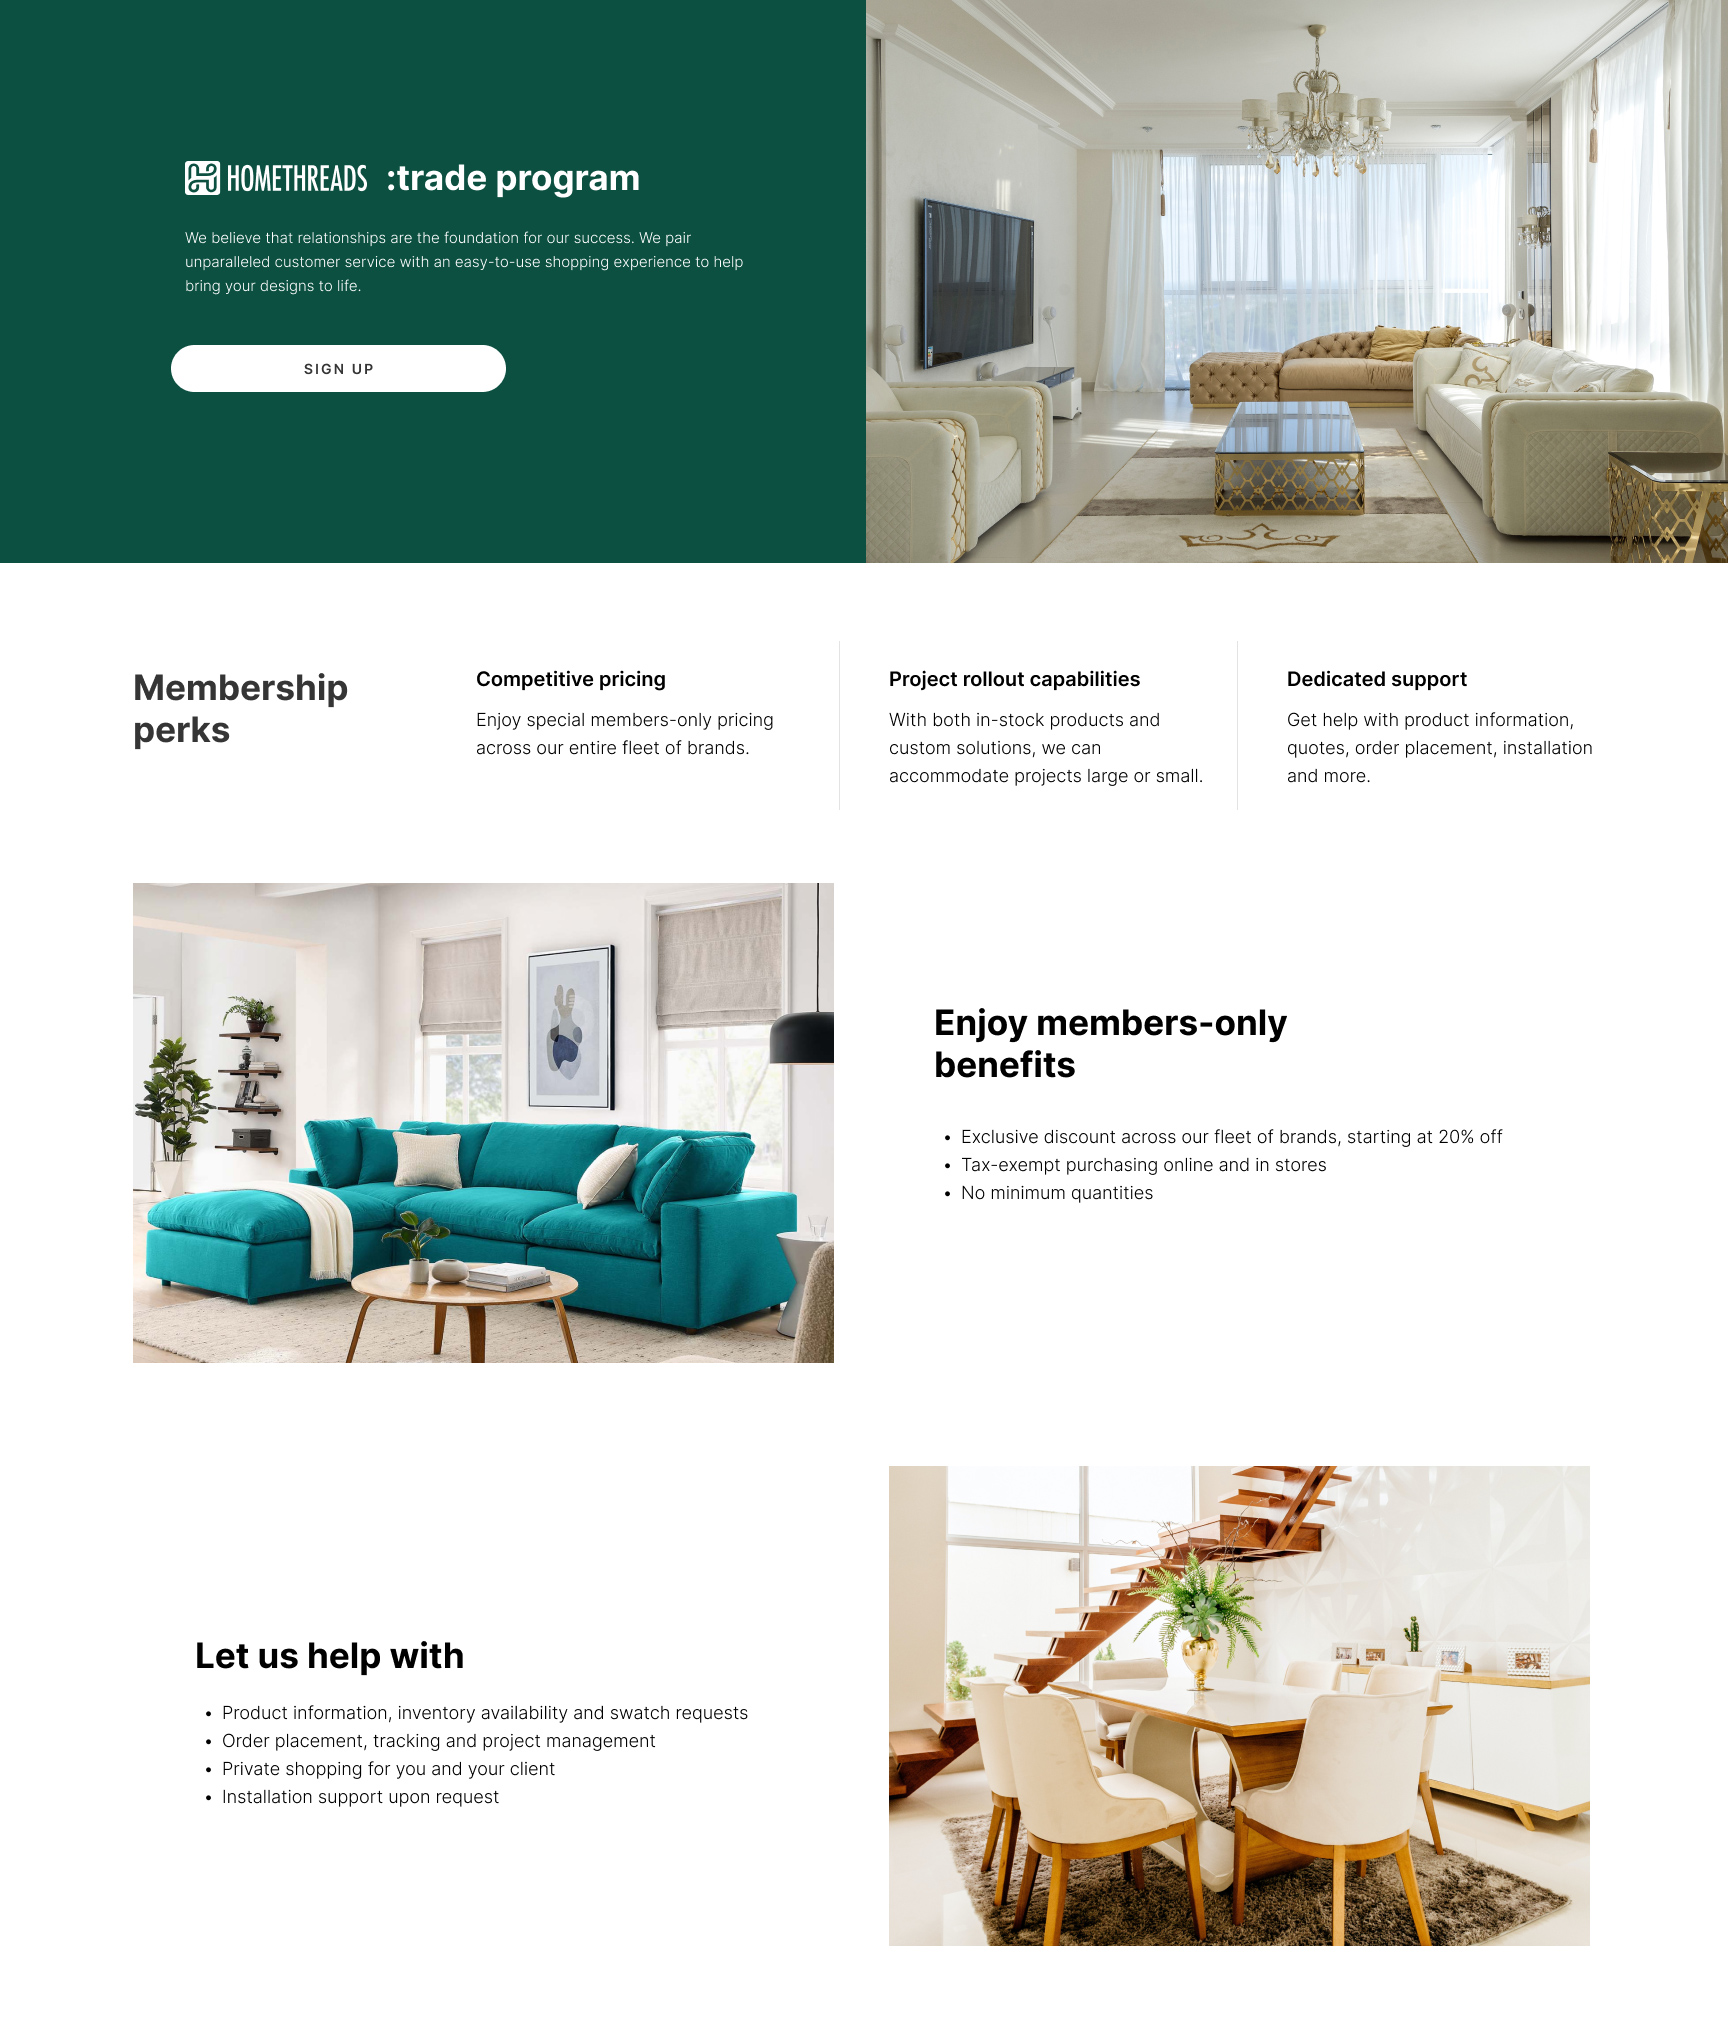 HOMETHREADS :trade program
We believe that relationships are the foundation for our success. We pair
unparalleled customer service with an easy-to-use shopping experience to help
bring your designs to life.
SIGN UP
Membership
perks
Competitive pricing
Enjoy special members-only pricing
across our entire fleet of brands.
Project rollout capabilities
With both in-stock products and
custom solutions, we can
accommodate projects large or small.
Dedicated support
Get help with product information,
quotes, order placement, installation
and more.
Enjoy members-only
benefits
• Exclusive discount across our fleet of brands, starting at 20% off
• Tax-exempt purchasing online and in stores
• No minimum quantities
Let us help with
• Product information, inventory availability and swatch requests
• Order placement, tracking and project management
• Private shopping for you and your client
• Installation support upon request